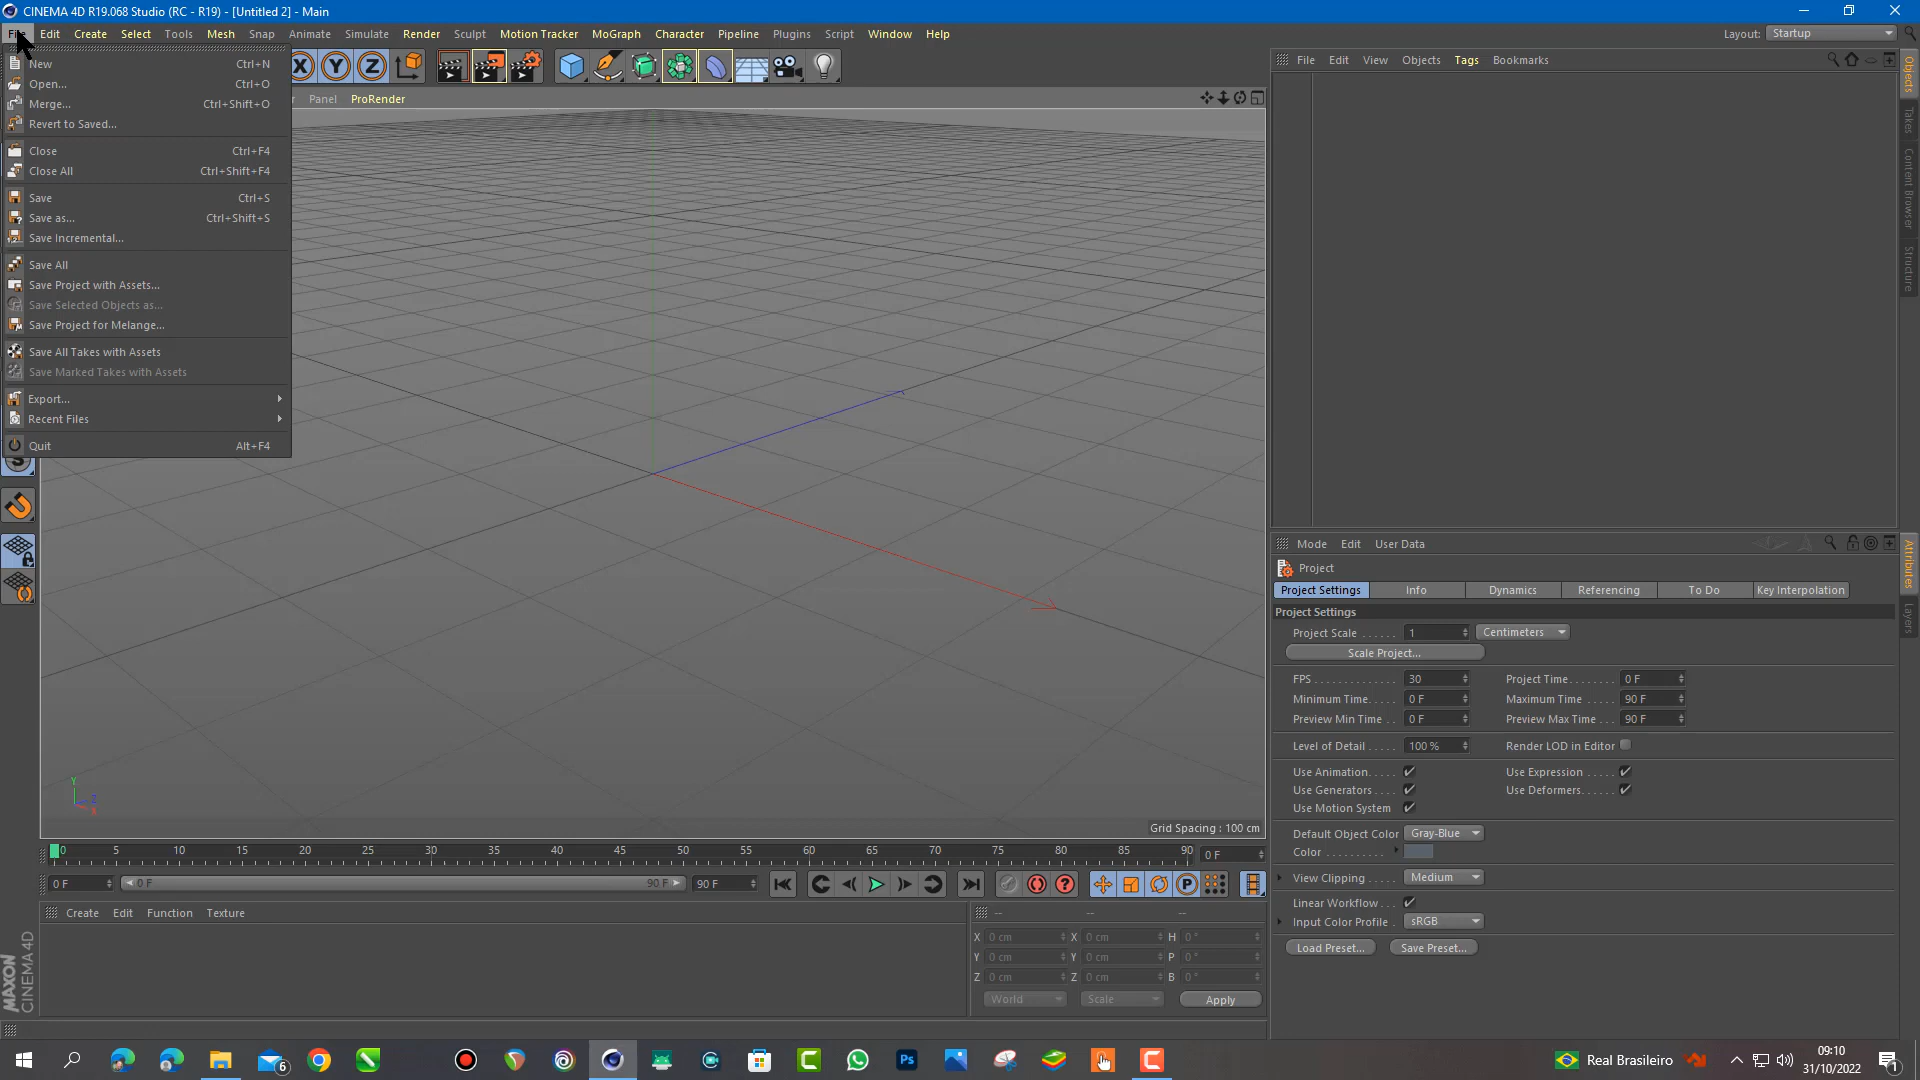 CINEMA 4D R19.068 Studio (RC - R19) - [Untitled 2] - Main
File Edit Create Select Tools Mesh Snap Animate Simulate Render Sculpt Motion Tracker MoGraph Character Pipeline Plugins Script Window Help
Layout: Startup
New Ctrl+N
Open... Ctrl+O
Merge... Ctrl+Shift+O
Revert to Saved...
Close Ctrl+F4
Close All Ctrl+Shift+F4
Save Ctrl+S
Save as... Ctrl+Shift+S
Save Incremental...
Save All
Save Project with Assets...
Save Selected Objects as...
Save Project for Melange...
Save All Takes with Assets
Save Marked Takes with Assets
Export...
Recent Files
Quit Alt+F4
X Y Z
Panel ProRender
Y
Z
X
Grid Spacing : 100 cm
File Edit View Objects Tags Bookmarks
Objects
Takes
Content Browser
Structure
Mode Edit User Data
Attributes
Layers
Project
Project Settings Info Dynamics Referencing To Do Key Interpolation
Project Settings
Project Scale 1 Centimeters
Scale Project...
FPS 30 Project Time 0 F
Minimum Time 0 F Maximum Time 90 F
Preview Min Time 0 F Preview Max Time 90 F
Level of Detail 100 % Render LOD in Editor
Use Animation Use Expression
Use Generators Use Deformers
Use Motion System
Default Object Color Gray-Blue
Color
View Clipping Medium
Linear Workflow
Input Color Profile sRGB
Load Preset... Save Preset...
0 5 10 15 20 25 30 35 40 45 50 55 60 65 70 75 80 85 90 0 F
0 F 0 F 90 F 90 F
Create Edit Function Texture
-- -- --
X 0 cm X 0 cm H 0 °
Y 0 cm Y 0 cm P 0 °
Z 0 cm Z 0 cm B 0 °
World Scale Apply
MAXON
CINEMA 4D
6
Ps
Real Brasileiro
09:10
31/10/2022
1